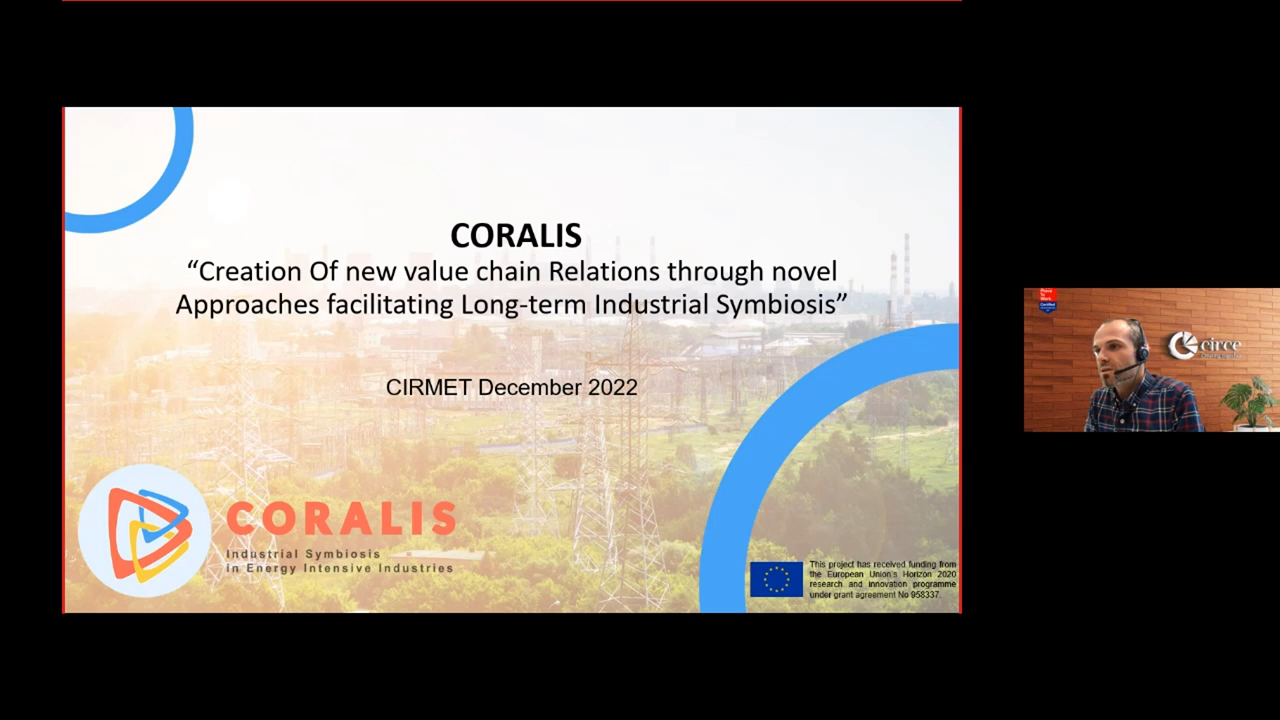 CORALIS
“Creation Of new value chain Relations through novel
Approaches facilitating Long-term Industrial Symbiosis”
CIRMET December 2022
CORALIS
Industrial Symbiosis
in Energy Intensive Industries
This project has received funding from
the European Union's Horizon 2020
research and innovation programme
under grant agreement No 958337.
circe